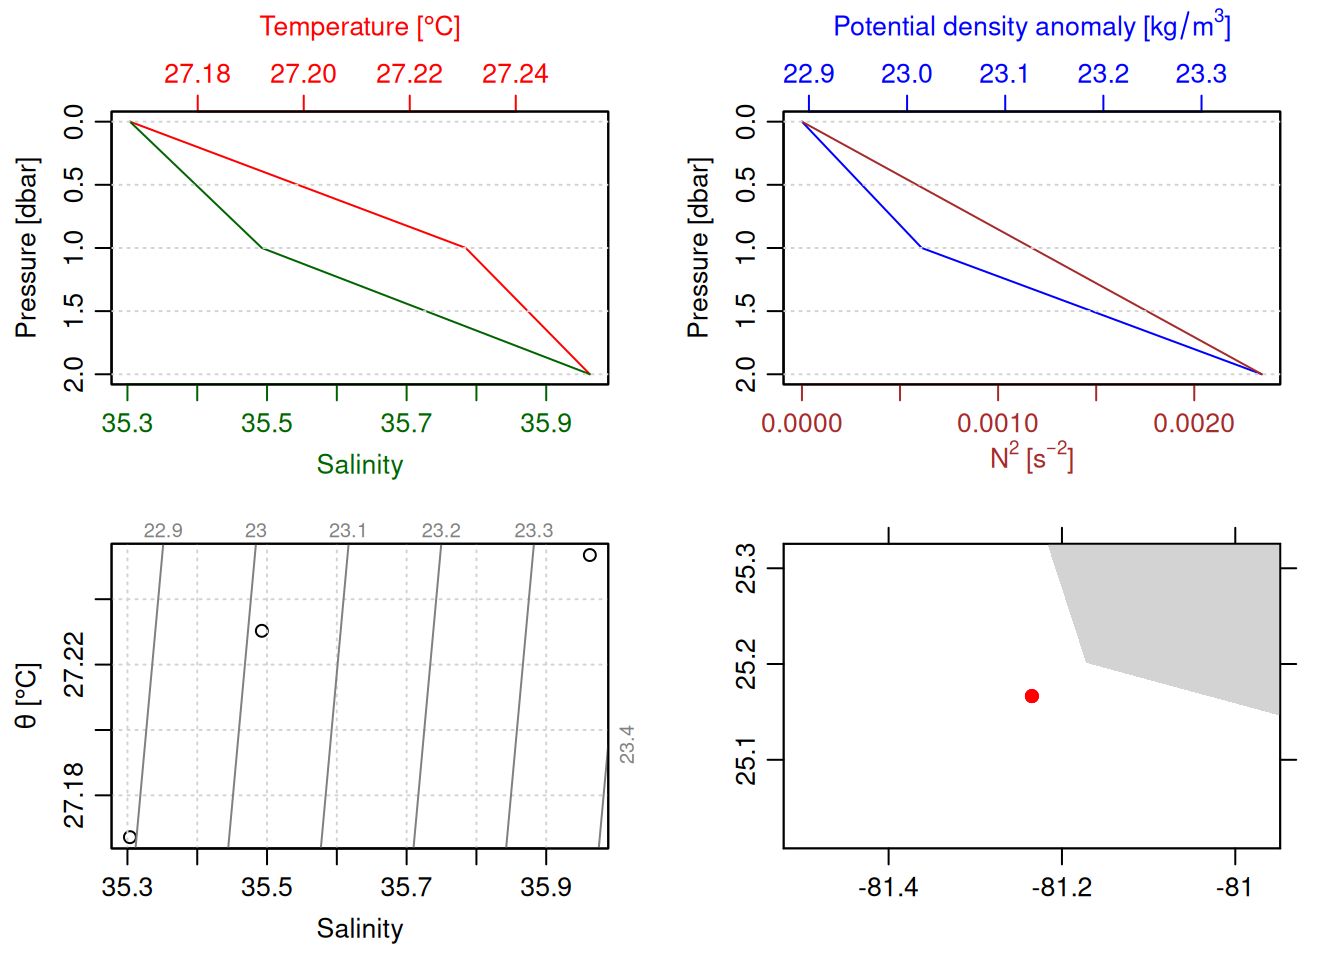 Temperature [°C]
27.18 27.20 27.22 27.24
0.0
0.5
1.0
1.5
2.0
Pressure [dbar]
35.3 35.5 35.7 35.9
Salinity
Potential density anomaly [kg/m³]
22.9 23.0 23.1 23.2 23.3
0.0
0.5
1.0
1.5
2.0
Pressure [dbar]
0.0000 0.0010 0.0020
N² [s⁻²]
22.9 23 23.1 23.2 23.3
23.4
27.22
27.18
θ [°C]
35.3 35.5 35.7 35.9
Salinity
25.3
25.2
25.1
-81.4 -81.2 -81